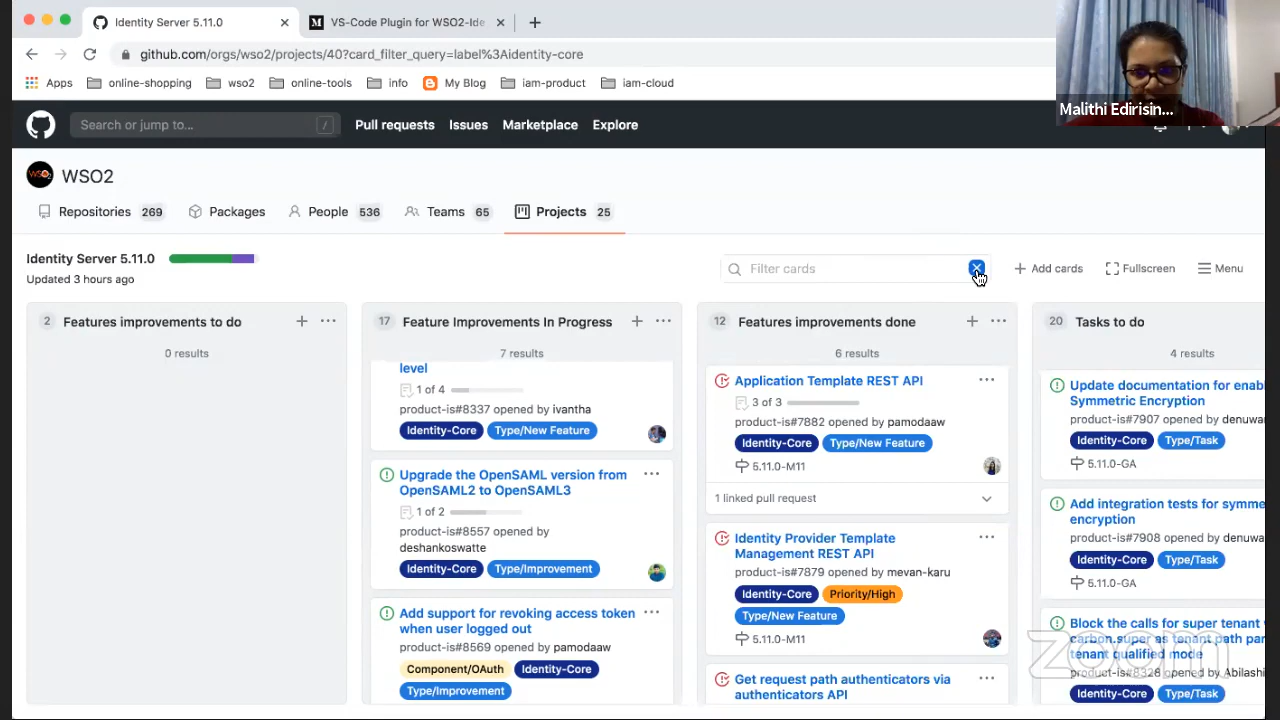 Identity Server 5.11.0
VS-Code Plugin for WSO2-Ide
github.com/orgs/wso2/projects/40?card_filter_query=label%3Aidentity-core
Apps
online-shopping
wso2
online-tools
info
My Blog
iam-product
iam-cloud
Malithi Edirisin...
Search or jump to...
/
Pull requests
Issues
Marketplace
Explore
WSO2
Repositories 269
Packages
People 536
Teams 65
Projects 25
Identity Server 5.11.0
Updated 3 hours ago
Filter cards
Add cards
Fullscreen
Menu
2 Features improvements to do
0 results
17 Feature Improvements In Progress
7 results
level
1 of 4
product-is#8337 opened by ivantha
Identity-Core Type/New Feature
Upgrade the OpenSAML version from
OpenSAML2 to OpenSAML3
1 of 2
product-is#8557 opened by
deshankoswatte
Identity-Core Type/Improvement
Add support for revoking access token
when user logged out
product-is#8569 opened by pamodaaw
Component/OAuth Identity-Core
Type/Improvement
12 Features improvements done
6 results
Application Template REST API
3 of 3
product-is#7882 opened by pamodaaw
Identity-Core Type/New Feature
5.11.0-M11
1 linked pull request
Identity Provider Template
Management REST API
product-is#7879 opened by mevan-karu
Identity-Core Priority/High
Type/New Feature
5.11.0-M11
Get request path authenticators via
authenticators API
20 Tasks to do
4 results
Update documentation for enab
Symmetric Encryption
product-is#7907 opened by denuwa
Identity-Core Type/Task
5.11.0-GA
Add integration tests for symme
encryption
product-is#7908 opened by denuwa
Identity-Core Type/Task
5.11.0-GA
Block the calls for super tenant
carbon.super as tenant path par
tenant qualified mode
product-is#8328 opened by Abilashi
Identity-Core Type/Task
zoom